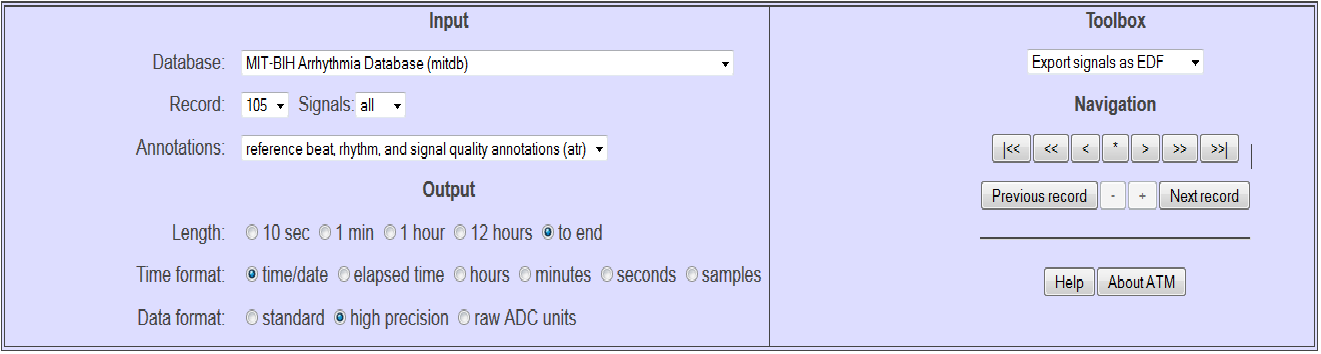 Input
Database: MIT-BIH Arrhythmia Database (mitdb)
Record: 105 Signals: all
Annotations: reference beat, rhythm, and signal quality annotations (atr)
Output
Length: 10 sec 1 min 1 hour 12 hours to end
Time format: time/date elapsed time hours minutes seconds samples
Data format: standard high precision raw ADC units
Toolbox
Export signals as EDF
Navigation
|<< << < * > >> >>|
Previous record - + Next record
Help About ATM